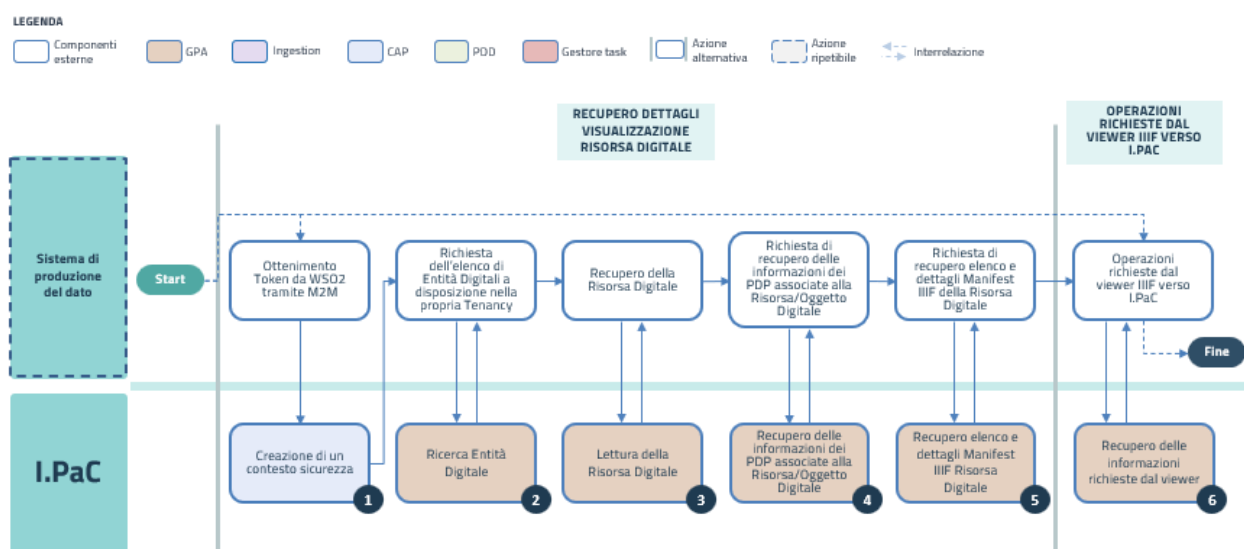 LEGENDA
Componenti
esterne
GPA
Ingestion
CAP
POD
Gestore task
Azione
alternativa
Azione
ripetibile
Interrelazione
RECUPERO DETTAGLI
VISUALIZZAZIONE
RISORSA DIGITALE
OPERAZIONI
RICHIESTE DAL
VIEWER IIIF VERSO
I.PAC
Sistema di
produzione
del dato
Start
Ottenimento
Token da WSO2
tramite M2M
Richiesta
dell'elenco di
Entità Digitali a
disposizione nella
propria Tenancy
Recupero della
Risorsa Digitale
Richiesta di
recupero delle
informazioni dei
PDP associate alla
Risorsa/Oggetto
Digitale
Richiesta di
recupero elenco e
dettagli Manifest
IIIF della Risorsa
Digitale
Operazioni
richieste dal
viewer IIIF verso
I.PaC
Fine
I.PaC
Creazione di un
contesto sicurezza
1
Ricerca Entità
Digitale
2
Lettura della
Risorsa Digitale
3
Recupero delle
informazioni dei
PDP associate alla
Risorsa/Oggetto
Digitale
4
Recupero elenco e
dettagli Manifest
IIIF Risorsa
Digitale
5
Recupero delle
informazioni
richieste dal viewer
6